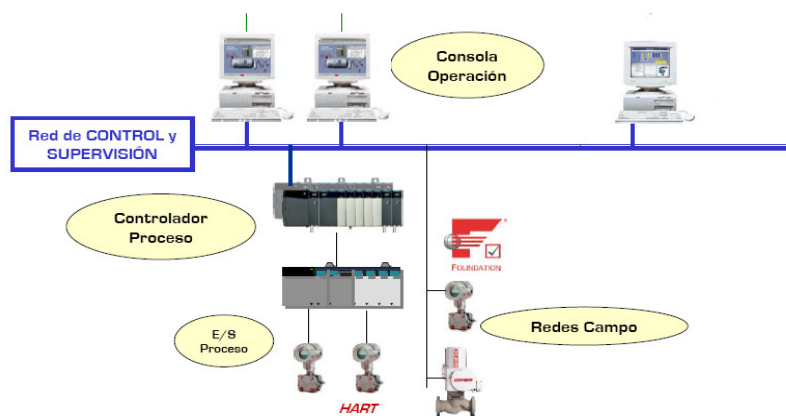 Consola
Operación
Red de CONTROL y
SUPERVISIÓN
Controlador
Proceso
FOUNDATION
E/S
Proceso
Redes Campo
HART